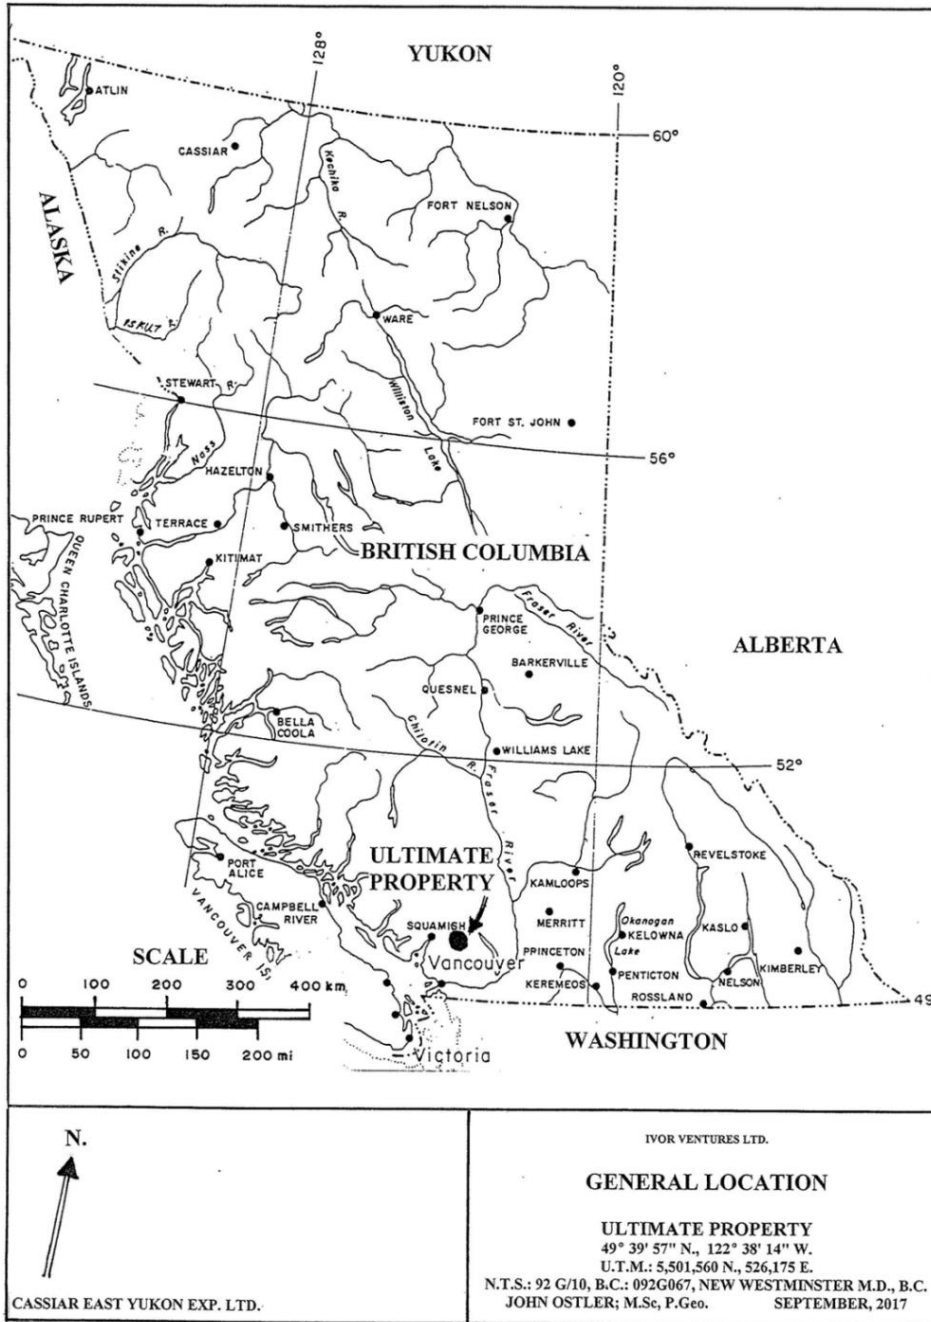 YUKON
128°
120°
ATLIN
60°
CASSIAR
Kechika
R.
FORT NELSON
ALASKA
Stikine R.
ISKUT R.
WARE
STEWART
R.
Williston
Lake
FORT ST. JOHN
56°
Nass
HAZELTON
PRINCE RUPERT
TERRACE
SMITHERS
BRITISH COLUMBIA
KITIMAT
QUEEN CHARLOTTE ISLANDS
PRINCE
GEORGE
Fraser River
ALBERTA
BARKERVILLE
QUESNEL
BELLA
COOLA
Chilotin
R.
WILLIAMS LAKE
52°
Fraser
River
ULTIMATE
PROPERTY
PORT
ALICE
REVELSTOKE
KAMLOOPS
CAMPBELL
RIVER
VANCOUVER IS.
MERRITT
Okanogan
KELOWNA
Lake
KASLO
SQUAMISH
Vancouver
PRINCETON
KEREMEOS
PENTICTON
NELSON
KIMBERLEY
ROSSLAND
49
SCALE
0 100 200 300 400 km
0 50 100 150 200 mi
Victoria
WASHINGTON
N.
CASSIAR EAST YUKON EXP. LTD.
IVOR VENTURES LTD.
GENERAL LOCATION
ULTIMATE PROPERTY
49° 39' 57" N., 122° 38' 14" W.
U.T.M.: 5,501,560 N., 526,175 E.
N.T.S.: 92 G/10, B.C.: 092G067, NEW WESTMINSTER M.D., B.C.
JOHN OSTLER; M.Sc, P.Geo. SEPTEMBER, 2017